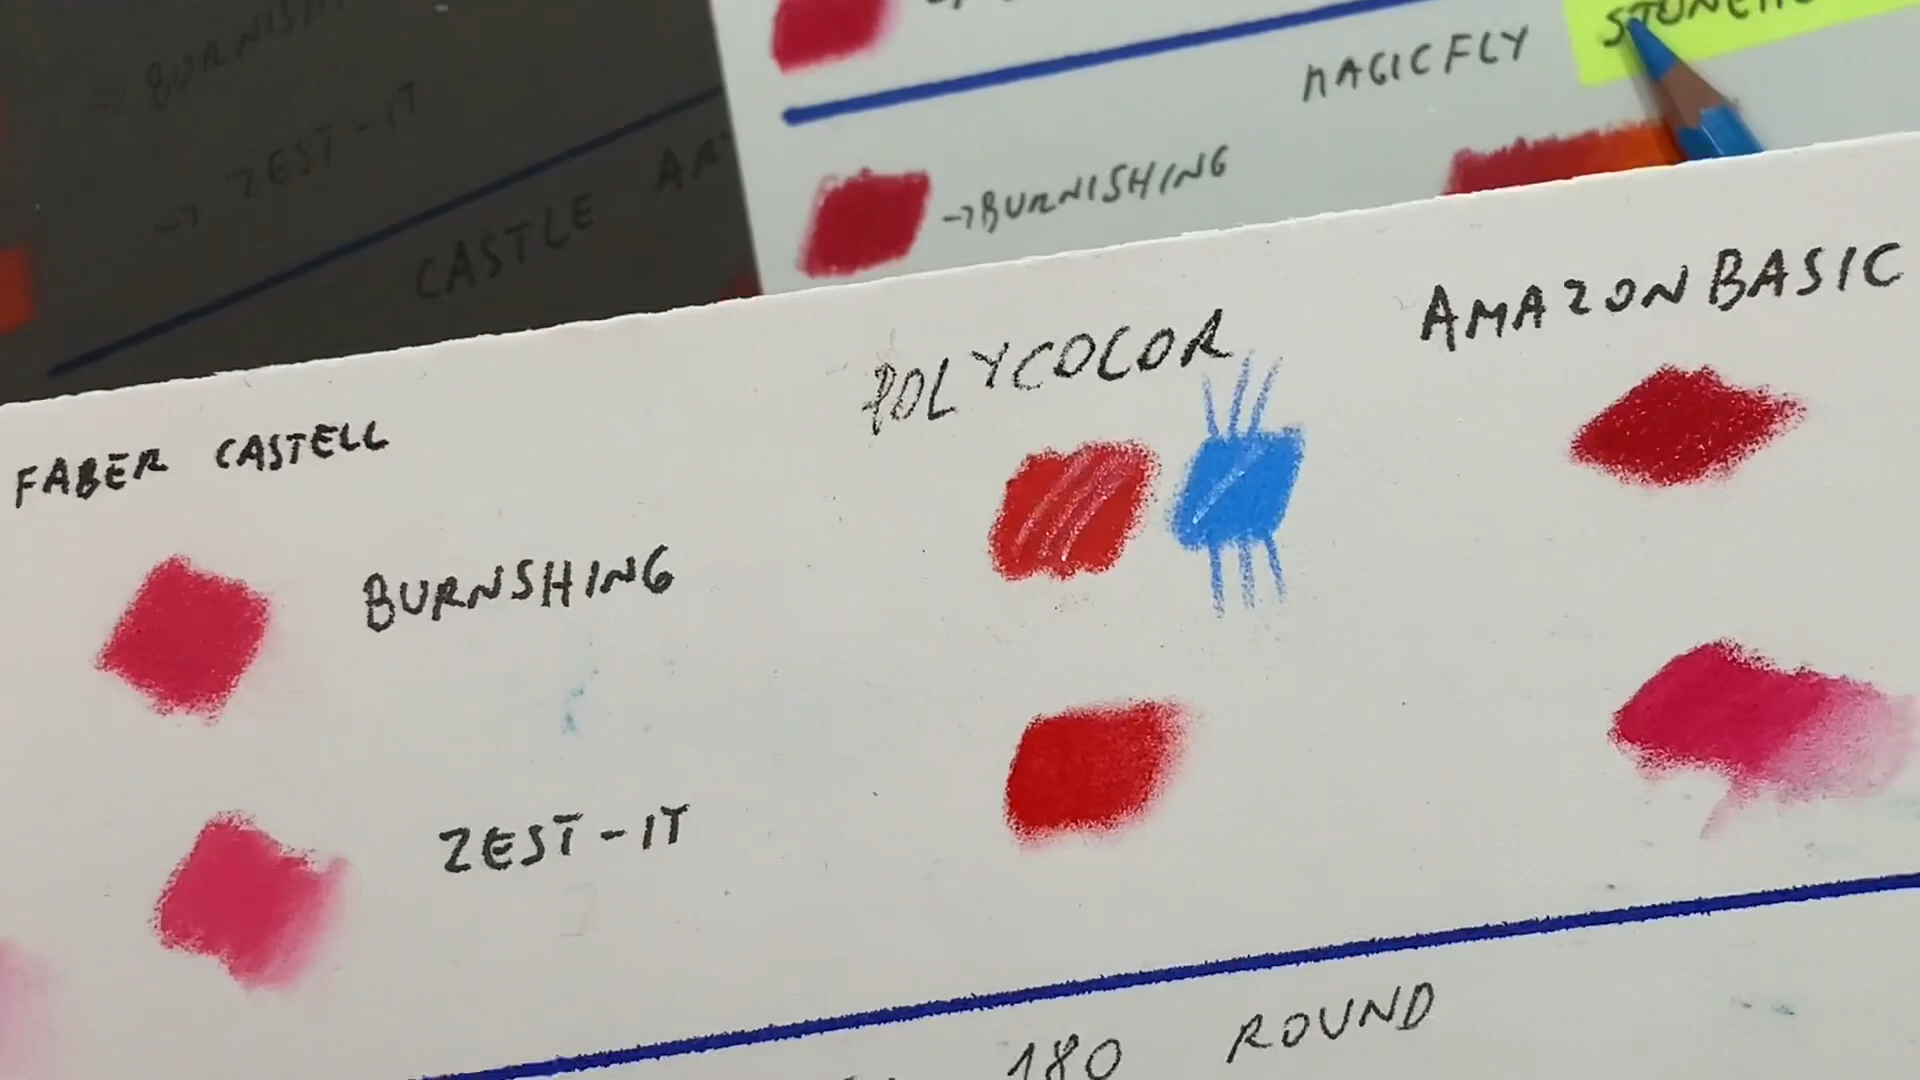 MAGICFLY
→BURNISHING
ZEST-IT
CASTLE
POLYCOLOR
AMAZON BASIC
FABER CASTELL
BURNSHING
ZEST-IT
180 ROUND